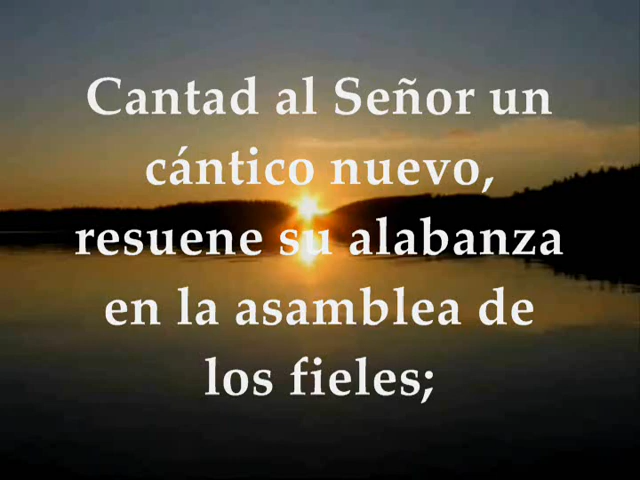 Cantad al Señor un
cántico nuevo,
resuene su alabanza
en la asamblea de
los fieles;